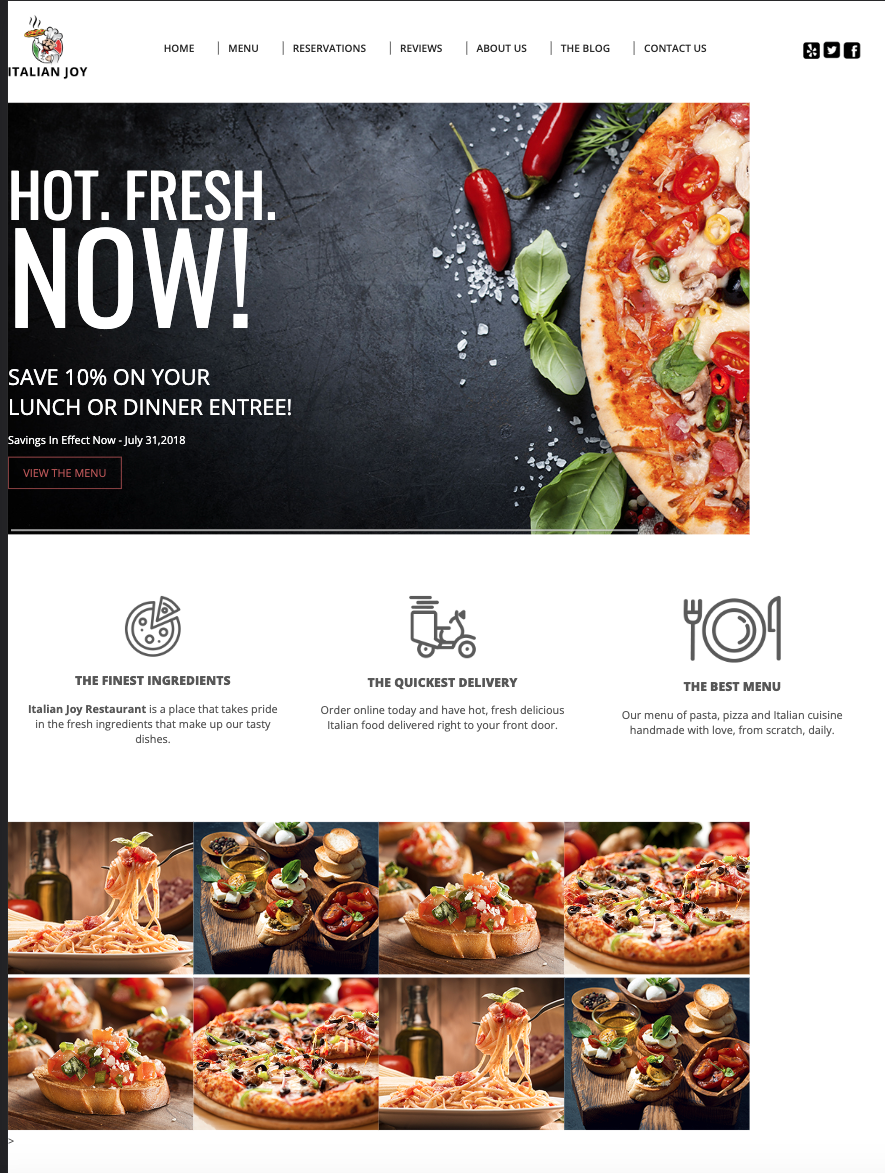 ITALIAN JOY
HOME
MENU
RESERVATIONS
REVIEWS
ABOUT US
THE BLOG
CONTACT US
HOT. FRESH.
NOW!
SAVE 10% ON YOUR
LUNCH OR DINNER ENTREE!
Savings In Effect Now - July 31,2018
VIEW THE MENU
THE FINEST INGREDIENTS
Italian Joy Restaurant is a place that takes pride
in the fresh ingredients that make up our tasty
dishes.
THE QUICKEST DELIVERY
Order online today and have hot, fresh delicious
Italian food delivered right to your front door.
THE BEST MENU
Our menu of pasta, pizza and Italian cuisine
handmade with love, from scratch, daily.
>